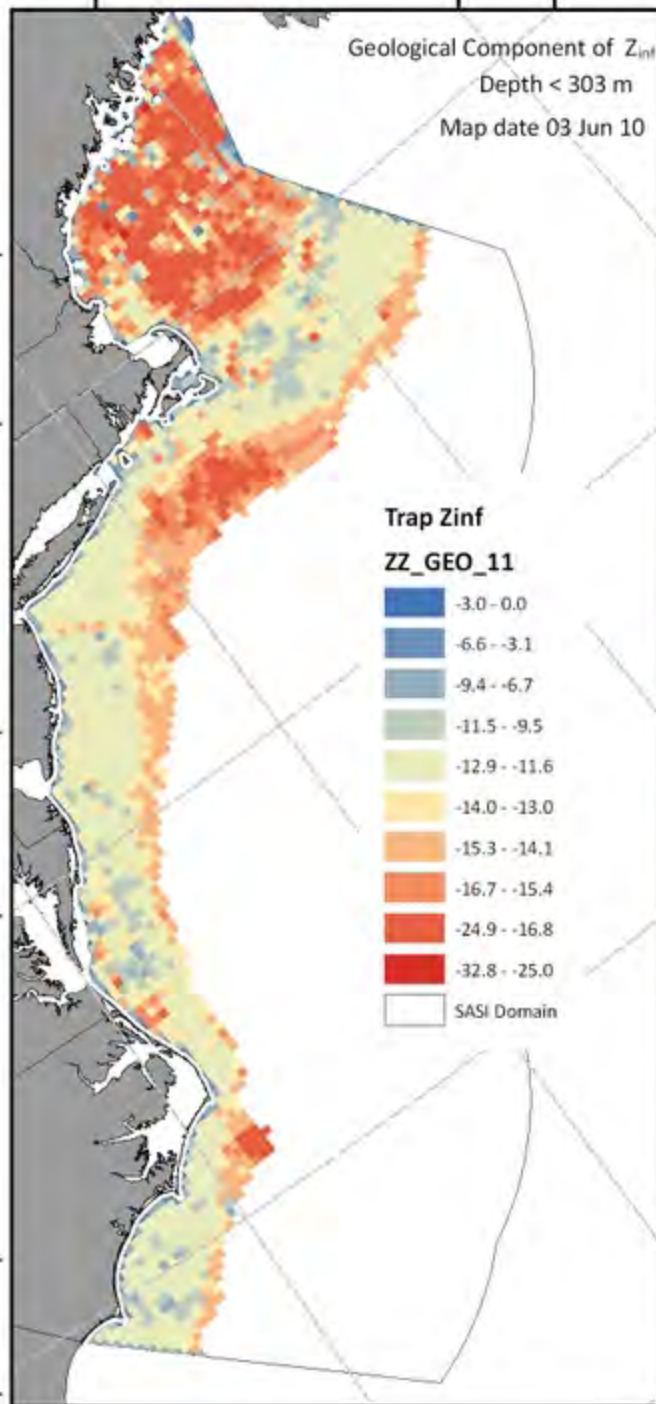 Geological Component of Zinf
Depth < 303 m
Map date 03 Jun 10
Trap Zinf
ZZ_GEO_11
-3.0 - 0.0
-6.6 - -3.1
-9.4 - -6.7
-11.5 - -9.5
-12.9 - -11.6
-14.0 - -13.0
-15.3 - -14.1
-16.7 - -15.4
-24.9 - -16.8
-32.8 - -25.0
SASI Domain